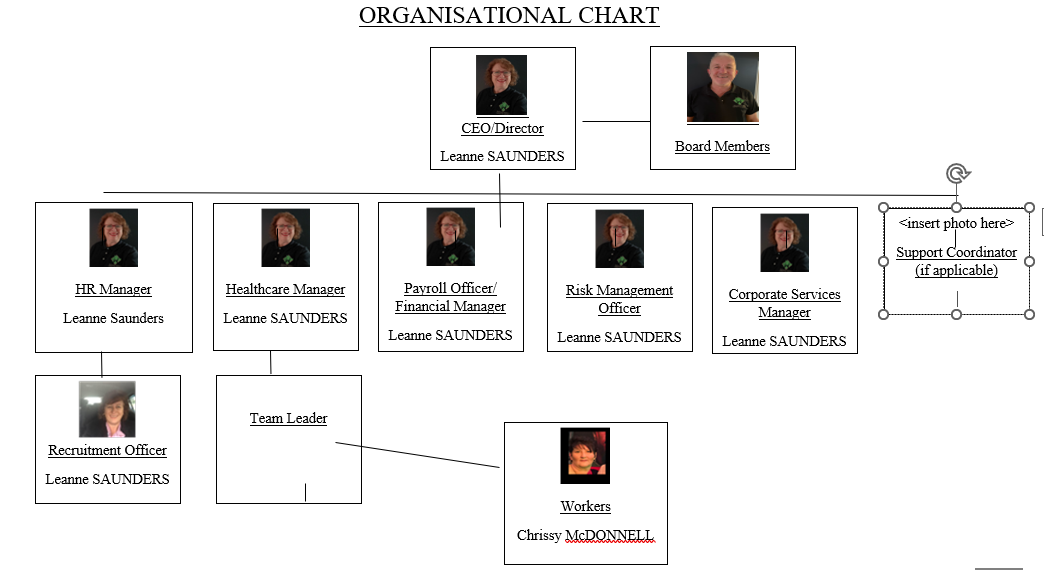 ORGANISATIONAL CHART
CEO/Director
Leanne SAUNDERS
Board Members
HR Manager
Leanne Saunders
Healthcare Manager
Leanne SAUNDERS
Payroll Officer/
Financial Manager
Leanne SAUNDERS
Risk Management
Officer
Leanne SAUNDERS
Corporate Services
Manager
Leanne SAUNDERS
<insert photo here>
Support Coordinator
(if applicable)
Recruitment Officer
Leanne SAUNDERS
Team Leader
Workers
Chrissy McDONNELL